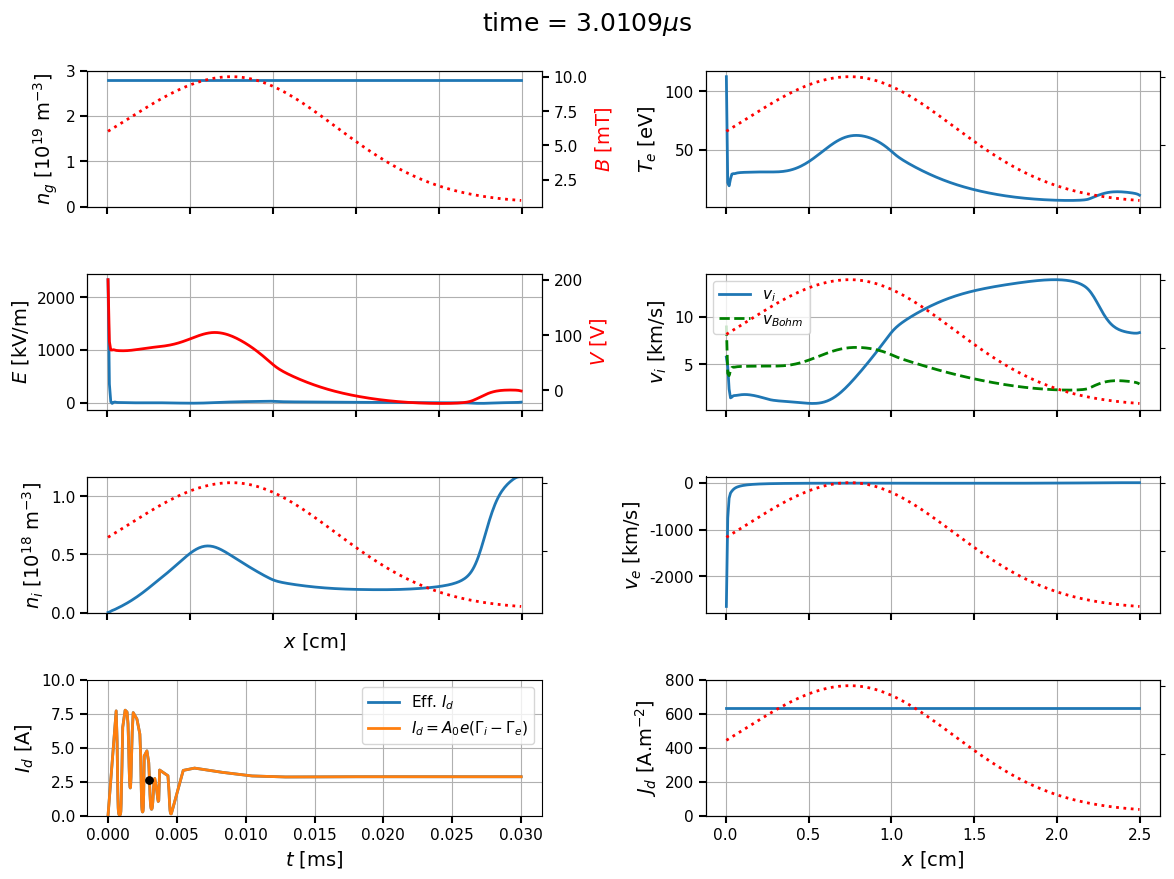 time = 3.0109μs
n_g [10^19 m^−3]
3
2
1
0
10.0
7.5
5.0
2.5
B [mT]
T_e [eV]
100
50
E [kV/m]
2000
1000
0
200
100
0
V [V]
v_i [km/s]
10
5
v_i
v_Bohm
n_i [10^18 m^−3]
1.0
0.5
0.0
x [cm]
v_e [km/s]
0
-1000
-2000
I_d [A]
10.0
7.5
5.0
2.5
0.0
Eff. I_d
I_d = A_0e(Γ_i − Γ_e)
0.000 0.005 0.010 0.015 0.020 0.025 0.030
t [ms]
J_d [A.m^−2]
800
600
400
200
0
0.0 0.5 1.0 1.5 2.0 2.5
x [cm]